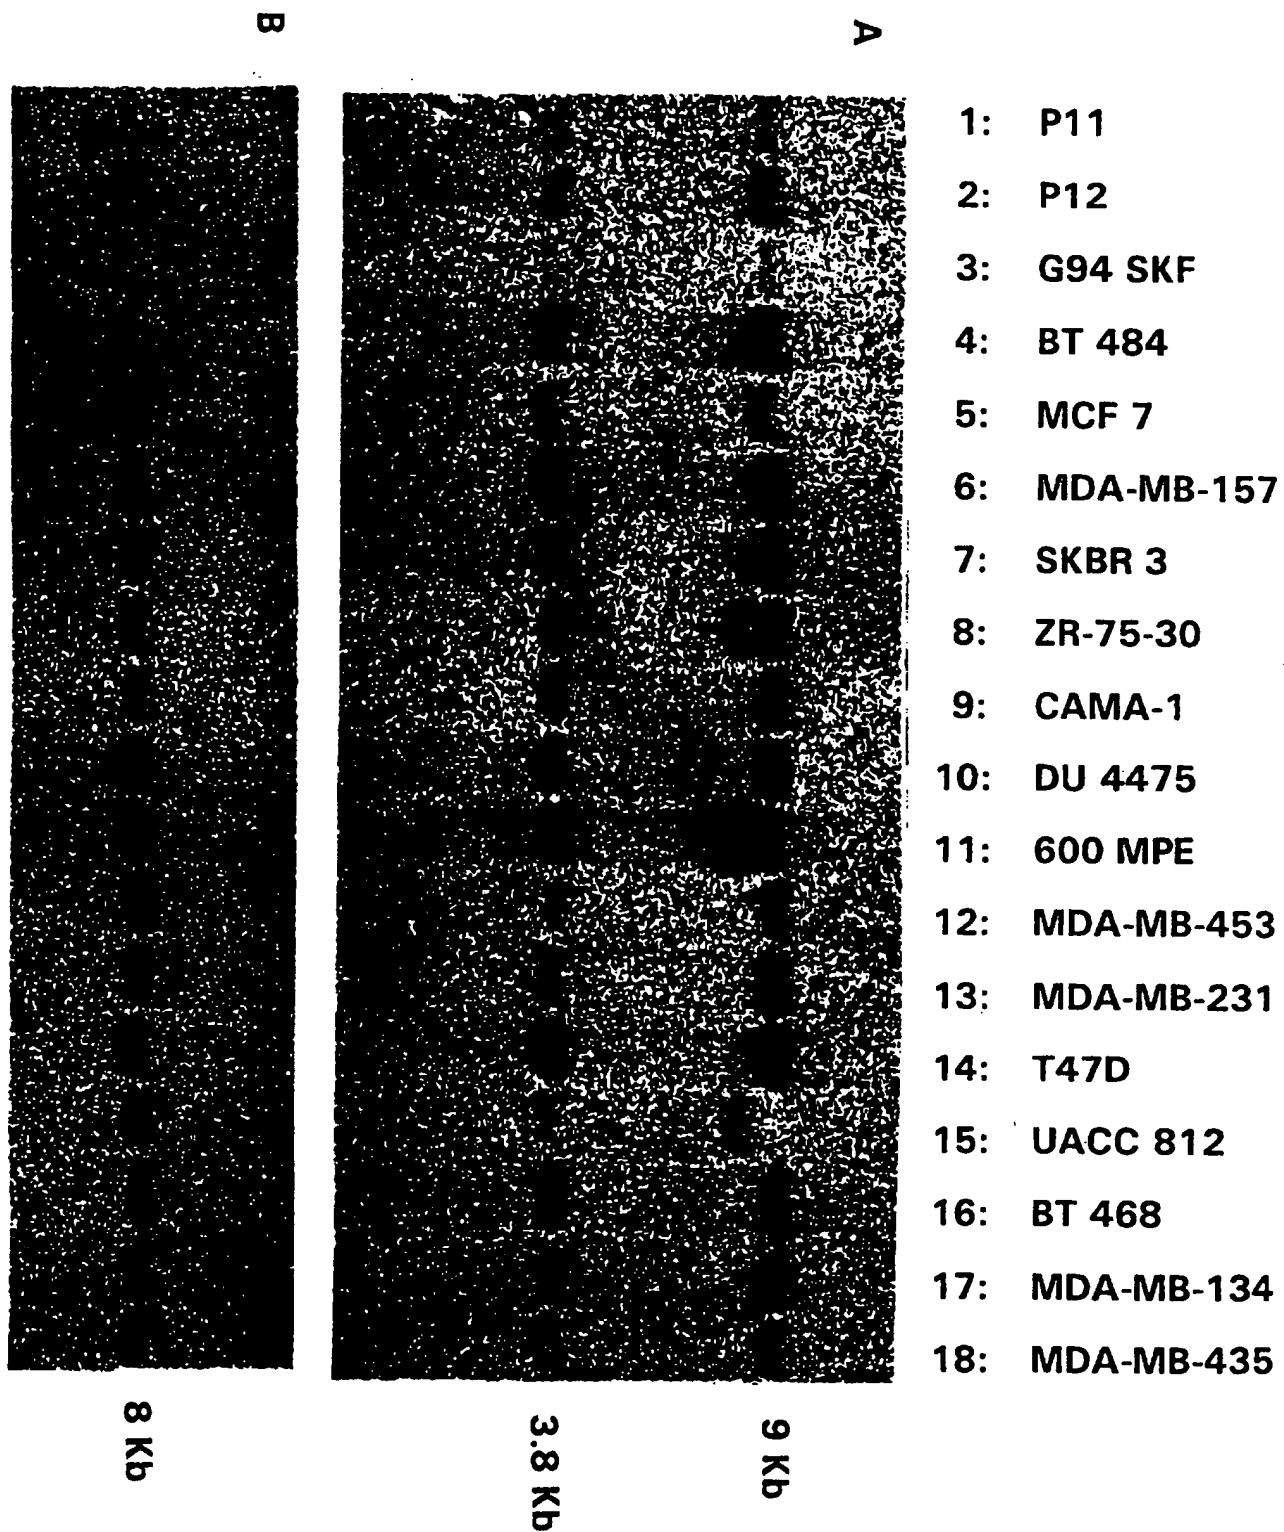 B
A
1: P11
2: P12
3: G94 SKF
4: BT 484
5: MCF 7
6: MDA-MB-157
7: SKBR 3
8: ZR-75-30
9: CAMA-1
10: DU 4475
11: 600 MPE
12: MDA-MB-453
13: MDA-MB-231
14: T47D
15: UACC 812
16: BT 468
17: MDA-MB-134
18: MDA-MB-435
8 Kb
3.8 Kb
9 Kb